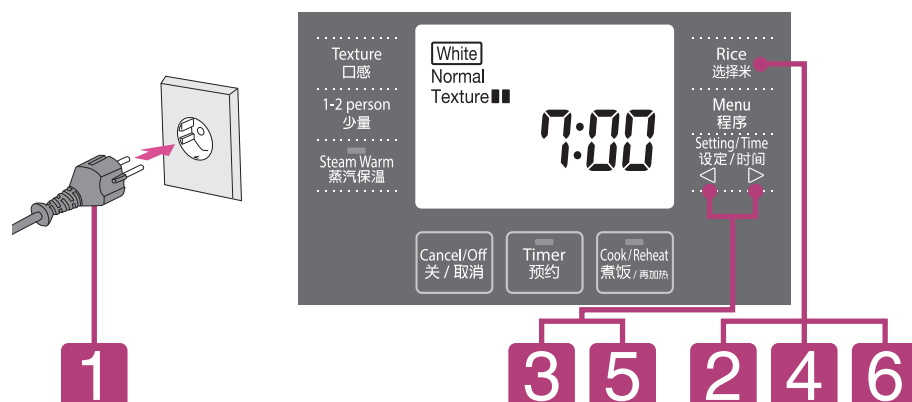 Texture
口感
1-2 person
少量
Steam Warm
蒸汽保温
White
Normal
Texture
7:00
Rice
选择米
Menu
程序
Setting/Time
设定/时间
Cancel/Off
关/取消
Timer
预约
Cook/Reheat
煮饭/再加热
1
3
5
2
4
6